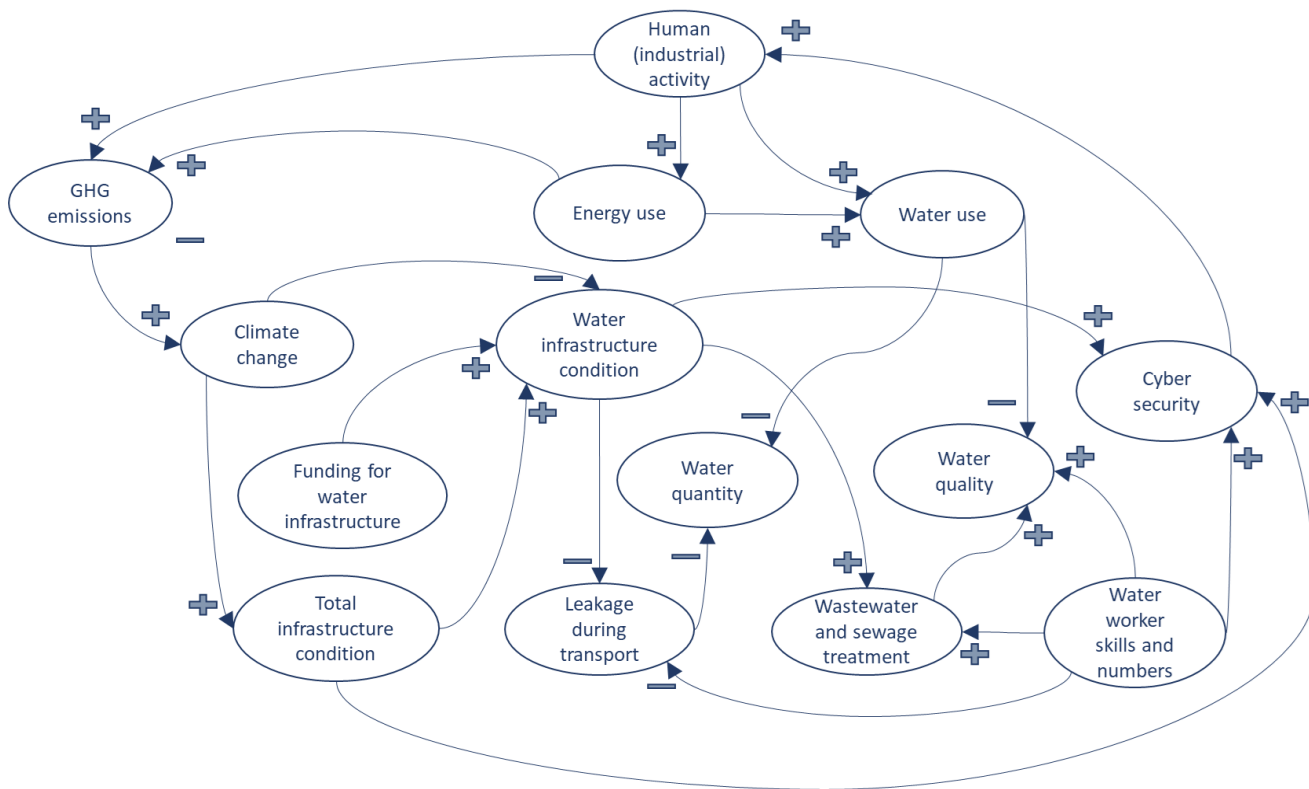 Human
(industrial)
activity
GHG
emissions
Energy use
Water use
Climate
change
Water
infrastructure
condition
Cyber
security
Funding for
water
infrastructure
Water
quantity
Water
quality
Total
infrastructure
condition
Leakage
during
transport
Wastewater
and sewage
treatment
Water
worker
skills and
numbers